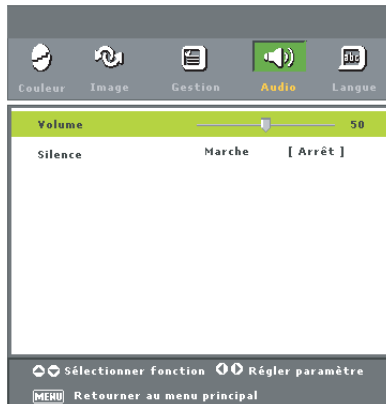 abc
Couleur Image Gestion Audio Langue
Volume 50
Silence Marche [ Arrêt ]
Sélectionner fonction Régler paramètre
MENU Retourner au menu principal